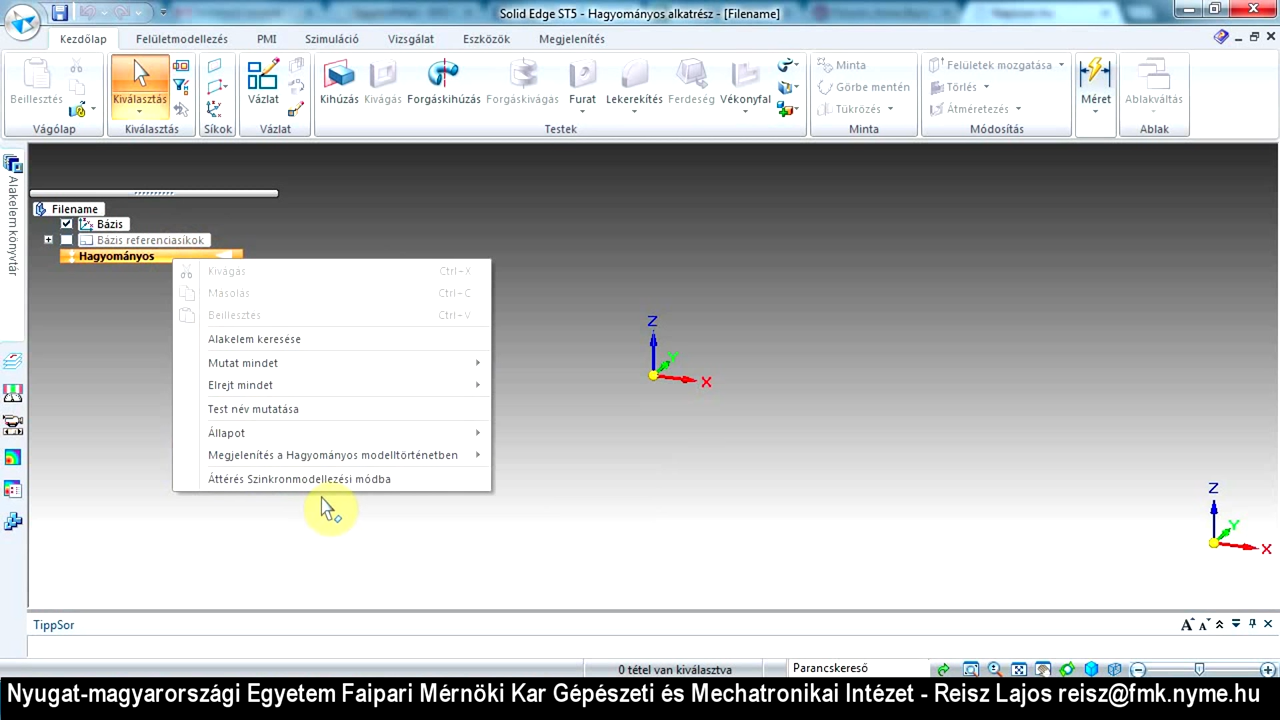 Solid Edge ST5 - Hagyományos alkatrész - [Filename]
Kezdőlap
Felületmodellezés
PMI
Szimuláció
Vizsgálat
Eszközök
Megjelenítés
Beillesztés
Vágólap
Kiválasztás
Kiválasztás
Síkok
Vázlat
Vázlat
Kihúzás
Kivágás
Forgáskihúzás
Forgáskivágás
Furat
Lekerekítés
Ferdeség
Vékonyfal
Testek
Minta
Görbe mentén
Tükrözés
Minta
Felületek mozgatása
Törlés
Átméretezés
Módosítás
Méret
Ablakváltás
Ablak
Alakelem könyvtár
Filename
Bázis
Bázis referenciasíkok
Hagyományos
Kivágás Ctrl-X
Másolás Ctrl-C
Beillesztés Ctrl-V
Alakelem keresése
Mutat mindet
Elrejt mindet
Test név mutatása
Állapot
Megjelenítés a Hagyományos modelltörténetben
Áttérés Szinkronmodellezési módba
Z
Y
X
Z
Y
X
TippSor
0 tétel van kiválasztva
Parancskereső
Nyugat-magyarországi Egyetem Faipari Mérnöki Kar Gépészeti és Mechatronikai Intézet - Reisz Lajos reisz@fmk.nyme.hu